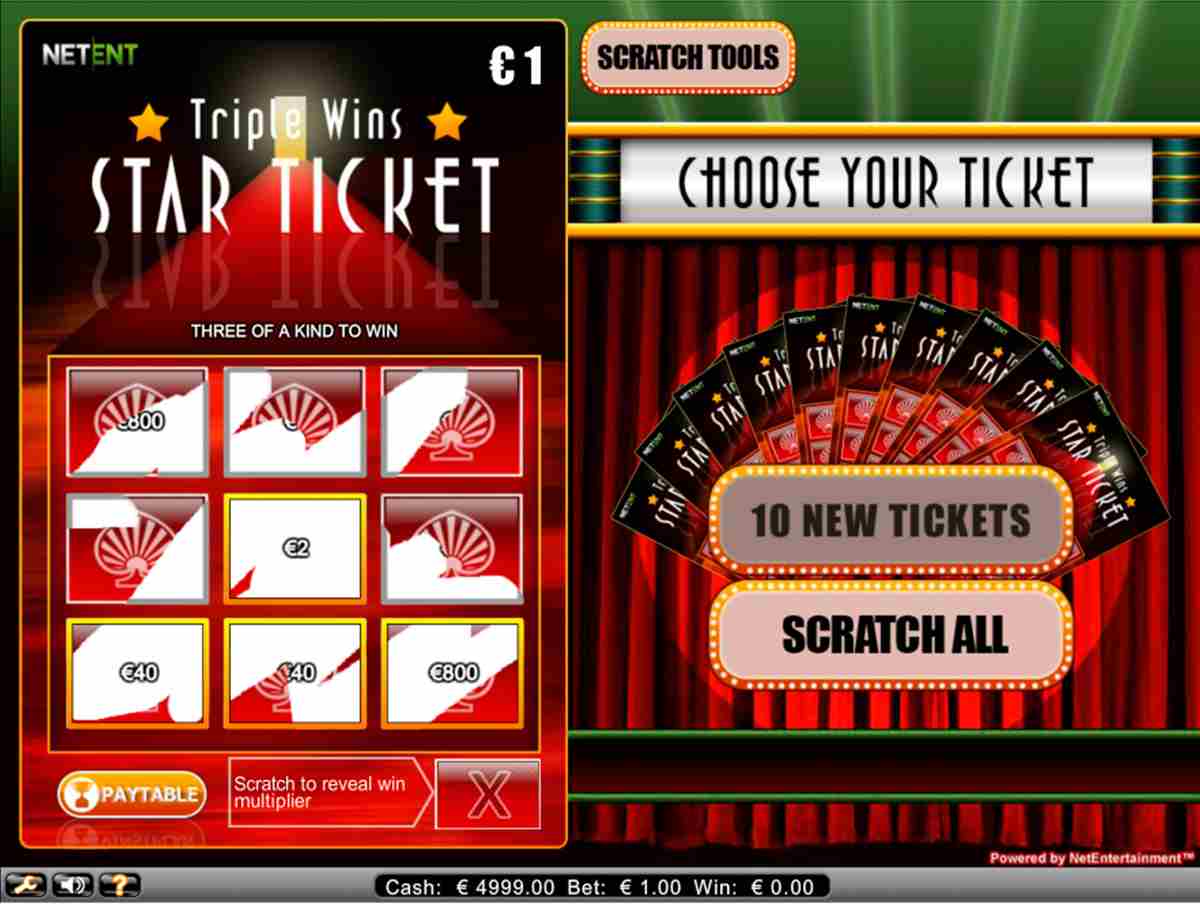 NETENT
€ 1
Triple Wins
STAR TICKET
THREE OF A KIND TO WIN
€800
€2
€40
€40
€800
PAYTABLE
Scratch to reveal win
multiplier
X
SCRATCH TOOLS
CHOOSE YOUR TICKET
10 NEW TICKETS
SCRATCH ALL
Powered by NetEntertainment™
Cash: € 4999.00 Bet: € 1.00 Win: € 0.00